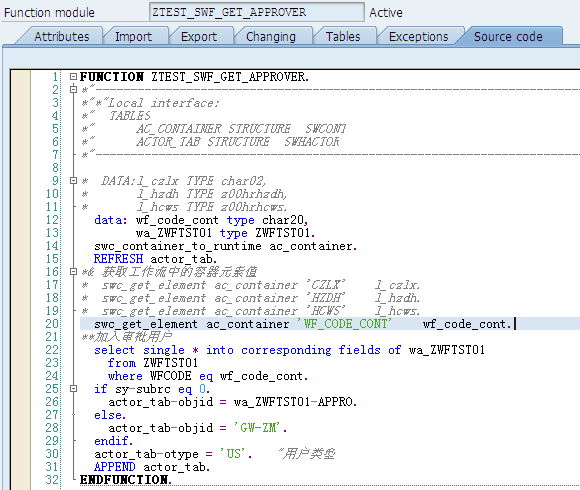 Function module ZTEST_SWF_GET_APPROVER Active
Attributes Import Export Changing Tables Exceptions Source code
1 FUNCTION ZTEST_SWF_GET_APPROVER.
2 *"----------------------------------------------------------------------
3 *"*"Local interface:
4 *"  TABLES
5 *"      AC_CONTAINER STRUCTURE  SWCONT
6 *"      ACTOR_TAB STRUCTURE  SWHACTOR
7 *"----------------------------------------------------------------------
8
9 *  DATA:l_czlx TYPE char02,
10 *       l_hzdh TYPE z00hrhzdh,
11 *       l_hcws TYPE z00hrhcws.
12   data: wf_code_cont type char20,
13         wa_ZWFTST01 type ZWFTST01.
14   swc_container_to_runtime ac_container.
15   REFRESH actor_tab.
16 *& 获取工作流中的容器元素值
17 *  swc_get_element ac_container 'CZLX'    l_czlx.
18 *  swc_get_element ac_container 'HZDH'    l_hzdh.
19 *  swc_get_element ac_container 'HCWS'    l_hcws.
20   swc_get_element ac_container 'WF_CODE_CONT'    wf_code_cont.
21 **加入审批用户
22   select single * into corresponding fields of wa_ZWFTST01
23     from ZWFTST01
24     where WFCODE eq wf_code_cont.
25   if sy-subrc eq 0.
26     actor_tab-objid = wa_ZWFTST01-APPRO.
27   else.
28     actor_tab-objid = 'GW-ZM'.
29   endif.
30   actor_tab-otype = 'US'.   "用户类型
31   APPEND actor_tab.
32 ENDFUNCTION.